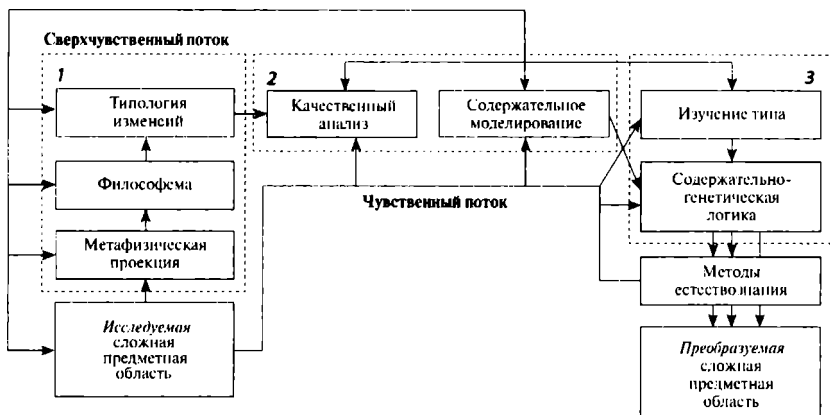 Сверхчувственный поток
1
Типология
изменений
Философема
Метафизическая
проекция
Исследуемая
сложная
предметная
область
2
Качественный
анализ
Содержательное
моделирование
Чувственный поток
3
Изучение типа
Содержательно-
генетическая
логика
Методы
естествознания
Преобразуемая
сложная
предметная
область